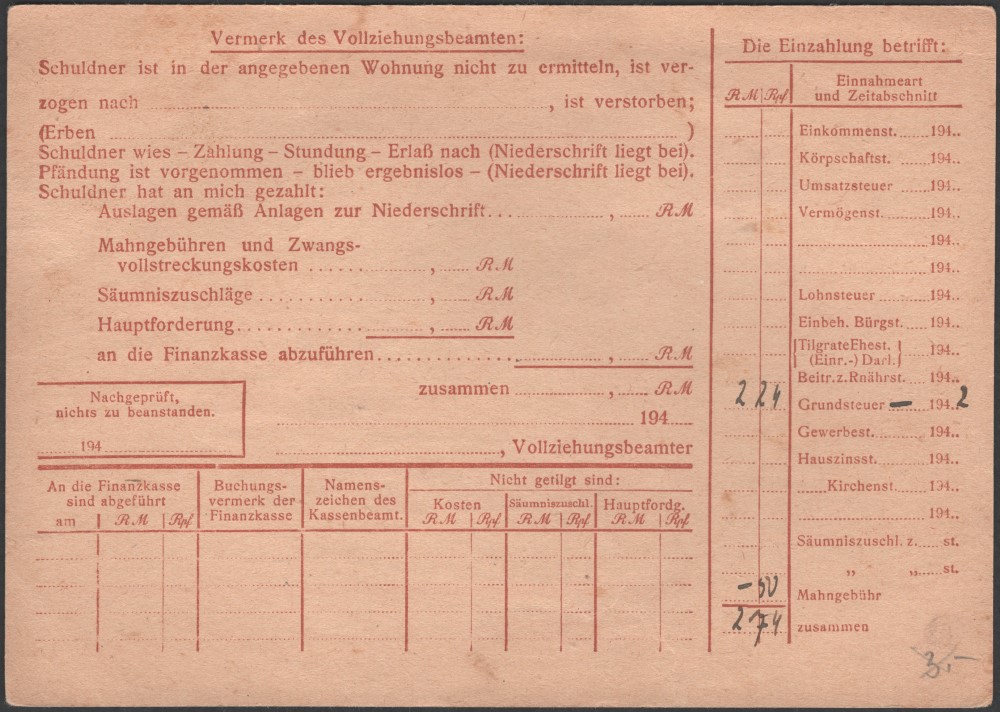 Vermerk des Vollziehungsbeamten:
Schuldner ist in der angegebenen Wohnung nicht zu ermitteln, ist ver-
zogen nach ........................ , ist verstorben;
(Erben ........................ )
Schuldner wies – Zahlung – Stundung – Erlaß nach (Niederschrift liegt bei).
Pfändung ist vorgenommen – blieb ergebnislos – (Niederschrift liegt bei).
Schuldner hat an mich gezahlt:
Auslagen gemäß Anlagen zur Niederschrift............ , ...... RM
Mahngebühren und Zwangs-
vollstreckungskosten ............ , ...... RM
Säumniszuschläge ............ , ...... RM
Hauptforderung............ , ...... RM
an die Finanzkasse abzuführen............ , ...... RM
zusammen ............ , ...... RM
............ 194......
............ , Vollziehungsbeamter
Nachgeprüft,
nichts zu beanstanden.
194............
An die Finanzkasse
sind abgeführt
am RM Rpf
Buchungs-
vermerk der
Finanzkasse
Namens-
zeichen des
Kassenbeamt.
Nicht getilgt sind:
Kosten
RM Rpf
Säumniszuschl.
RM Rpf
Hauptfordg.
RM Rpf
Die Einzahlung betrifft:
RM Rpf
Einnahmeart
und Zeitabschnitt
Einkommenst. ...... 194..
Körpschaftst. ...... 194..
Umsatzsteuer ...... 194..
Vermögenst. ...... 194..
............ 194..
............ 194..
Lohnsteuer ...... 194..
Einbeh. Bürgst. ...... 194..
TilgrateEhest.
(Einr.-) Darl. ...... 194..
Beitr.z.Rnährst. ...... 194..
2 24 Grundsteuer – 194.2
Gewerbest. ...... 194..
Hauszinsst. ...... 194..
......Kirchenst. ...... 194..
............ 194..
Säumniszuschl. z. ...... st.
„ „ ...... st.
– 50 Mahngebühr
2 74 zusammen
3.–